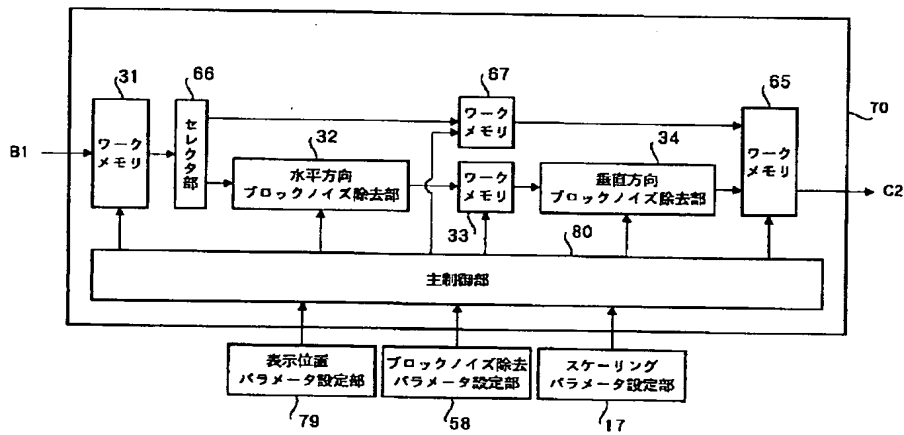 31
66
67
65
70
B1
ワーク
メモリ
セレクタ部
32
水平方向
ブロックノイズ除去部
ワーク
メモリ
ワーク
メモリ
33
34
垂直方向
ブロックノイズ除去部
ワーク
メモリ
C2
80
主制御部
表示位置
パラメータ設定部
79
ブロックノイズ除去
パラメータ設定部
58
スケーリング
パラメータ設定部
17